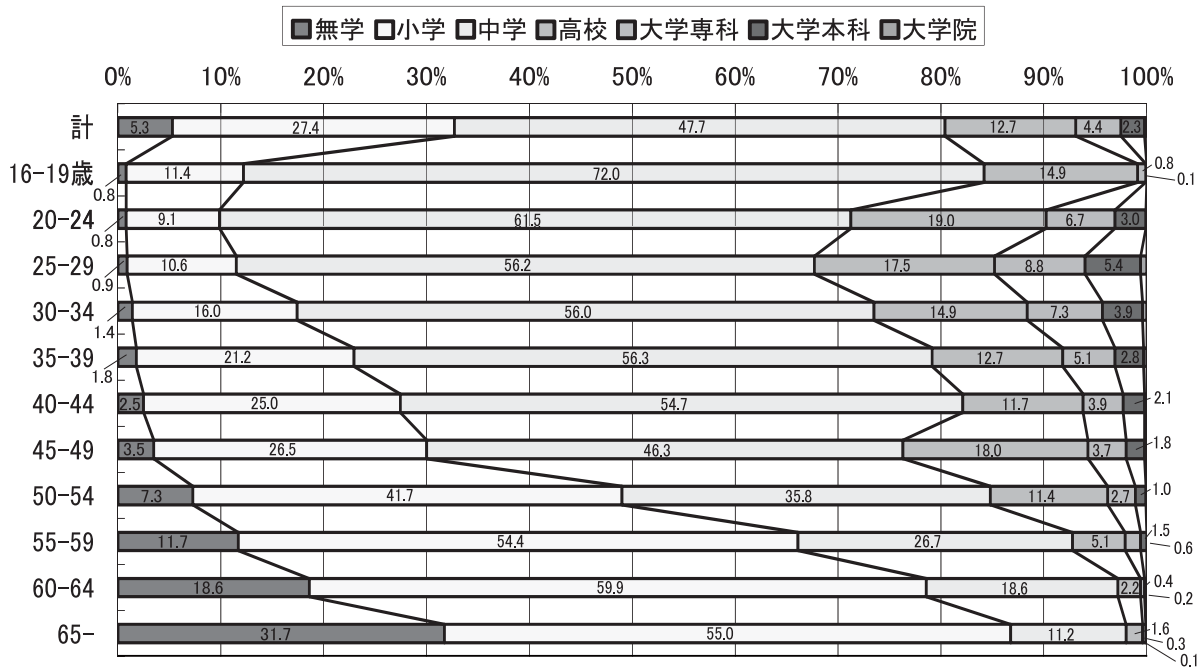 無学 小学 中学 高校 大学専科 大学本科 大学院
0% 10% 20% 30% 40% 50% 60% 70% 80% 90% 100%
計 5.3 27.4 47.7 12.7 4.4 2.3
16-19歳 0.8 11.4 72.0 14.9 0.8 0.1
20-24 0.8 9.1 61.5 19.0 6.7 3.0
25-29 0.9 10.6 56.2 17.5 8.8 5.4
30-34 1.4 16.0 56.0 14.9 7.3 3.9
35-39 1.8 21.2 56.3 12.7 5.1 2.8
40-44 2.5 25.0 54.7 11.7 3.9 2.1
45-49 3.5 26.5 46.3 18.0 3.7 1.8
50-54 7.3 41.7 35.8 11.4 2.7 1.0
55-59 11.7 54.4 26.7 5.1 1.5 0.6
60-64 18.6 59.9 18.6 2.2 0.4 0.2
65- 31.7 55.0 11.2 1.6 0.3 0.1